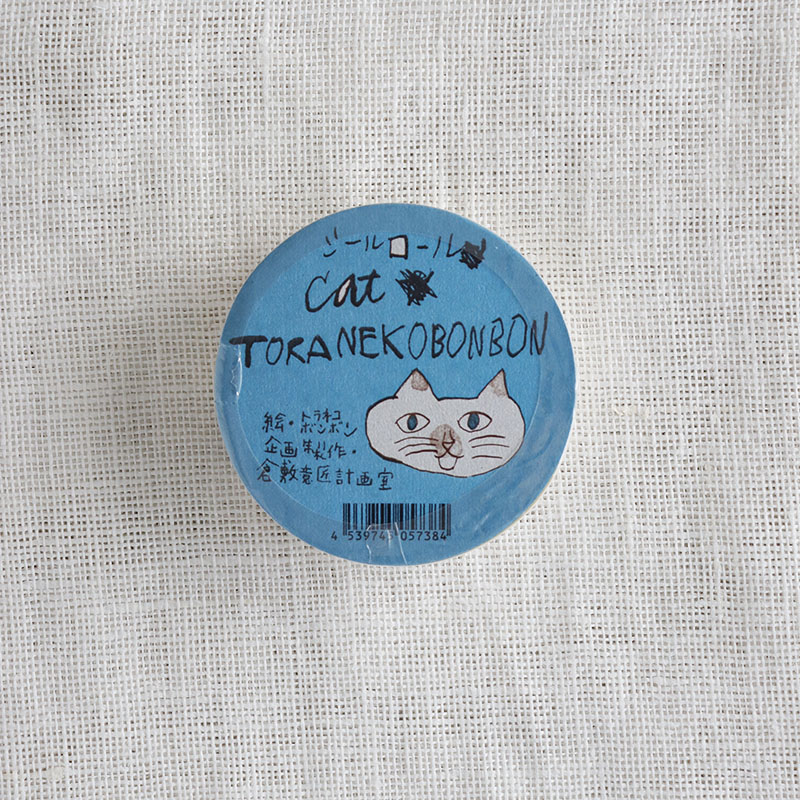 シールロール
cat
TORANEKOBONBON
絵・トラネコボンボン
企画製作・
倉敷意匠計画室
4 539745 057384